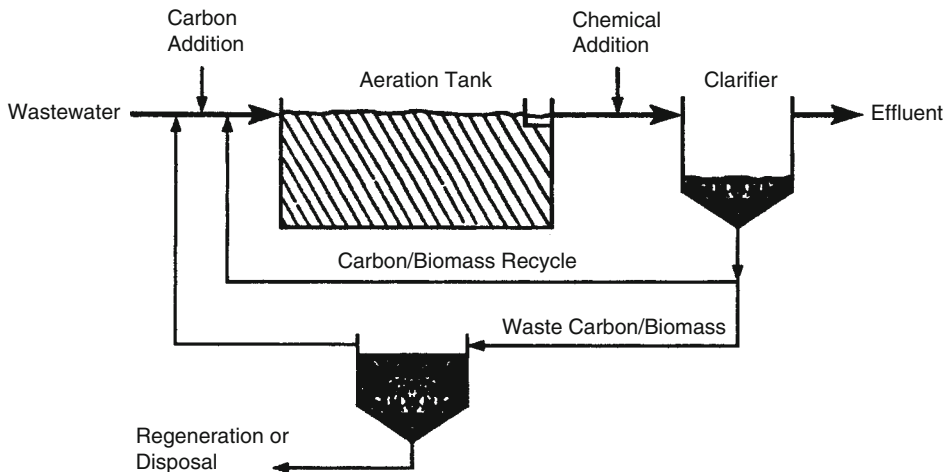 Carbon
Addition
Chemical
Addition
Aeration Tank
Clarifier
Wastewater
Effluent
Carbon/Biomass Recycle
Waste Carbon/Biomass
Regeneration or
Disposal